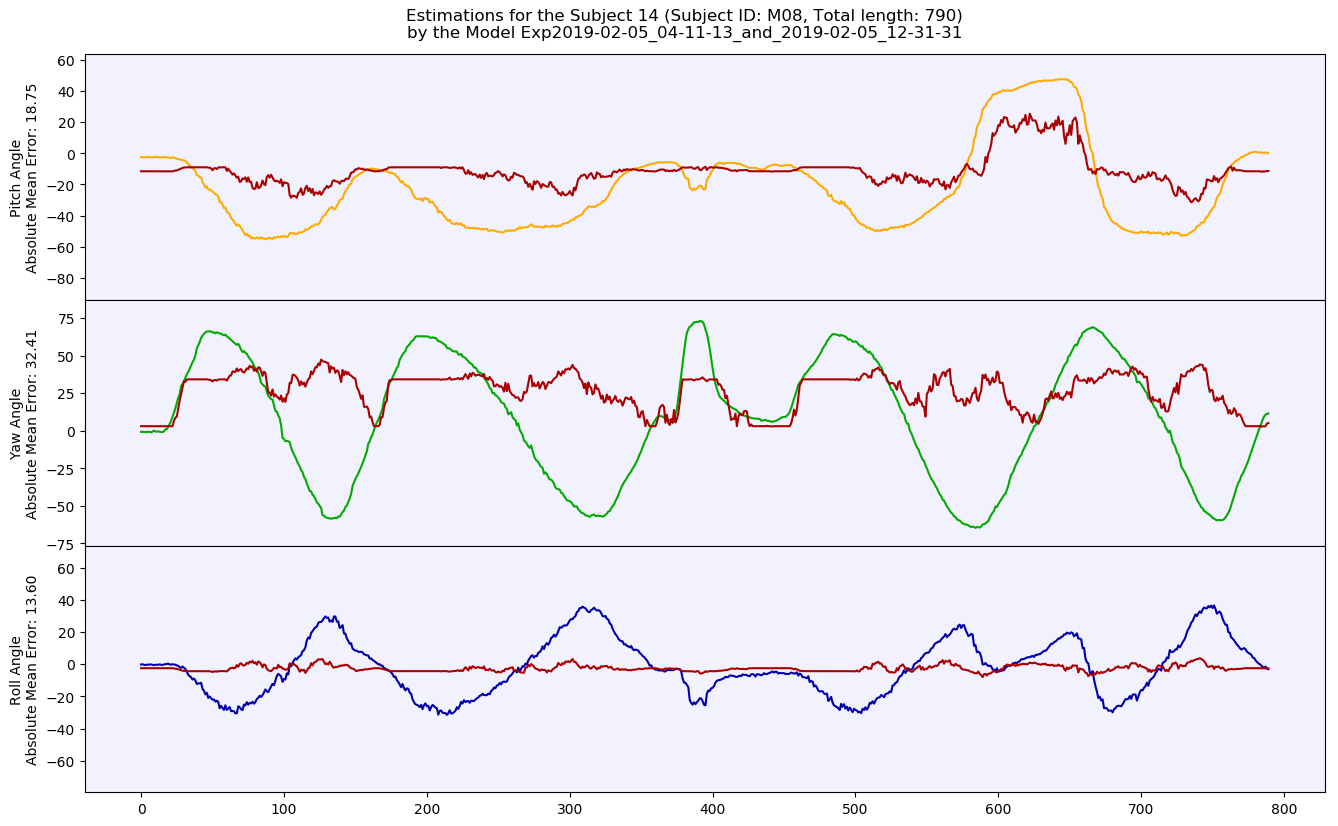 Estimations for the Subject 14 (Subject ID: M08, Total length: 790)
by the Model Exp2019-02-05_04-11-13_and_2019-02-05_12-31-31
Pitch Angle
Absolute Mean Error: 18.75
60
40
20
0
−20
−40
−60
−80
Yaw Angle
Absolute Mean Error: 32.41
75
50
25
0
−25
−50
−75
Roll Angle
Absolute Mean Error: 13.60
60
40
20
0
−20
−40
−60
0 100 200 300 400 500 600 700 800